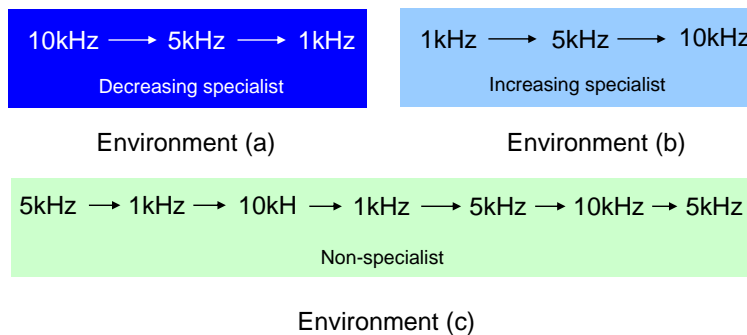 10kHz → 5kHz → 1kHz
Decreasing specialist
Environment (a)
1kHz → 5kHz → 10kHz
Increasing specialist
Environment (b)
5kHz → 1kHz → 10kH → 1kHz → 5kHz → 10kHz → 5kHz
Non-specialist
Environment (c)